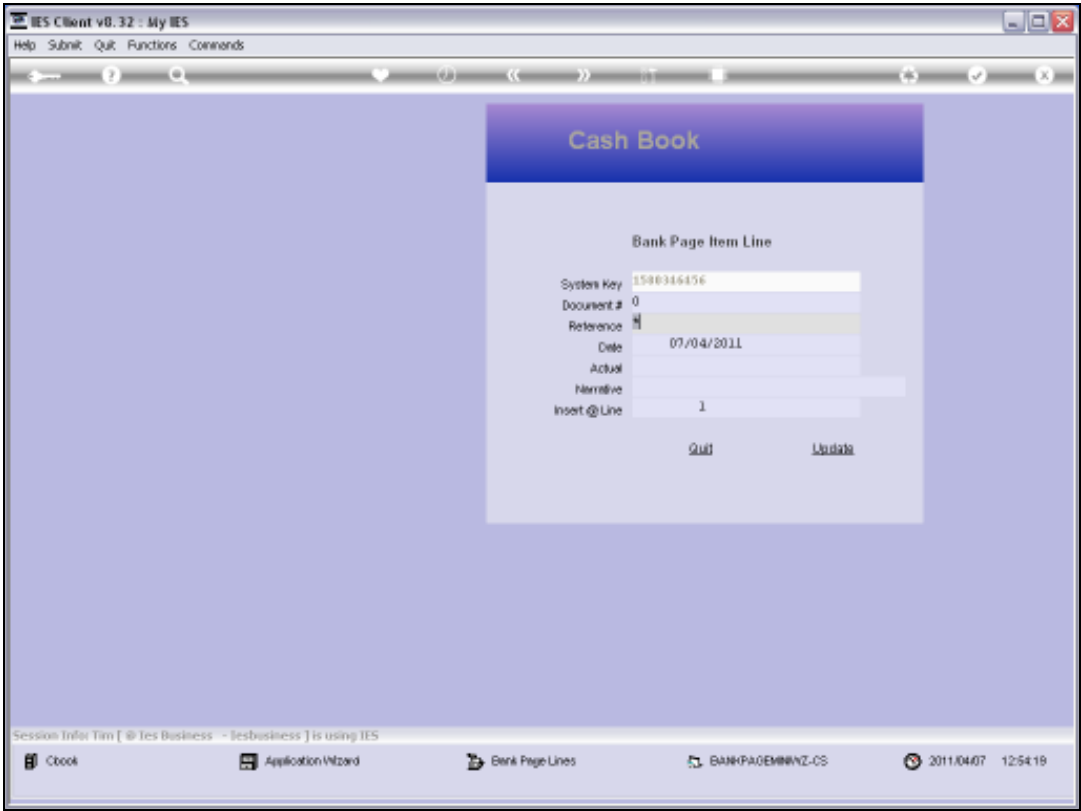 IES Client v8.32 : My IES
Help Submit Quit Functions Commands
Cash Book
Bank Page Item Line
System Key 1500346456
Document # 0
Reference *
Date 07/04/2011
Actual
Narrative
Insert @ Line 1
Quit Update
Session Info: Tim [ @ Ies Business - Iesbusiness ] is using IES
Cbook Application Wizard Bank Page Lines 2011/04/07 12:54:19